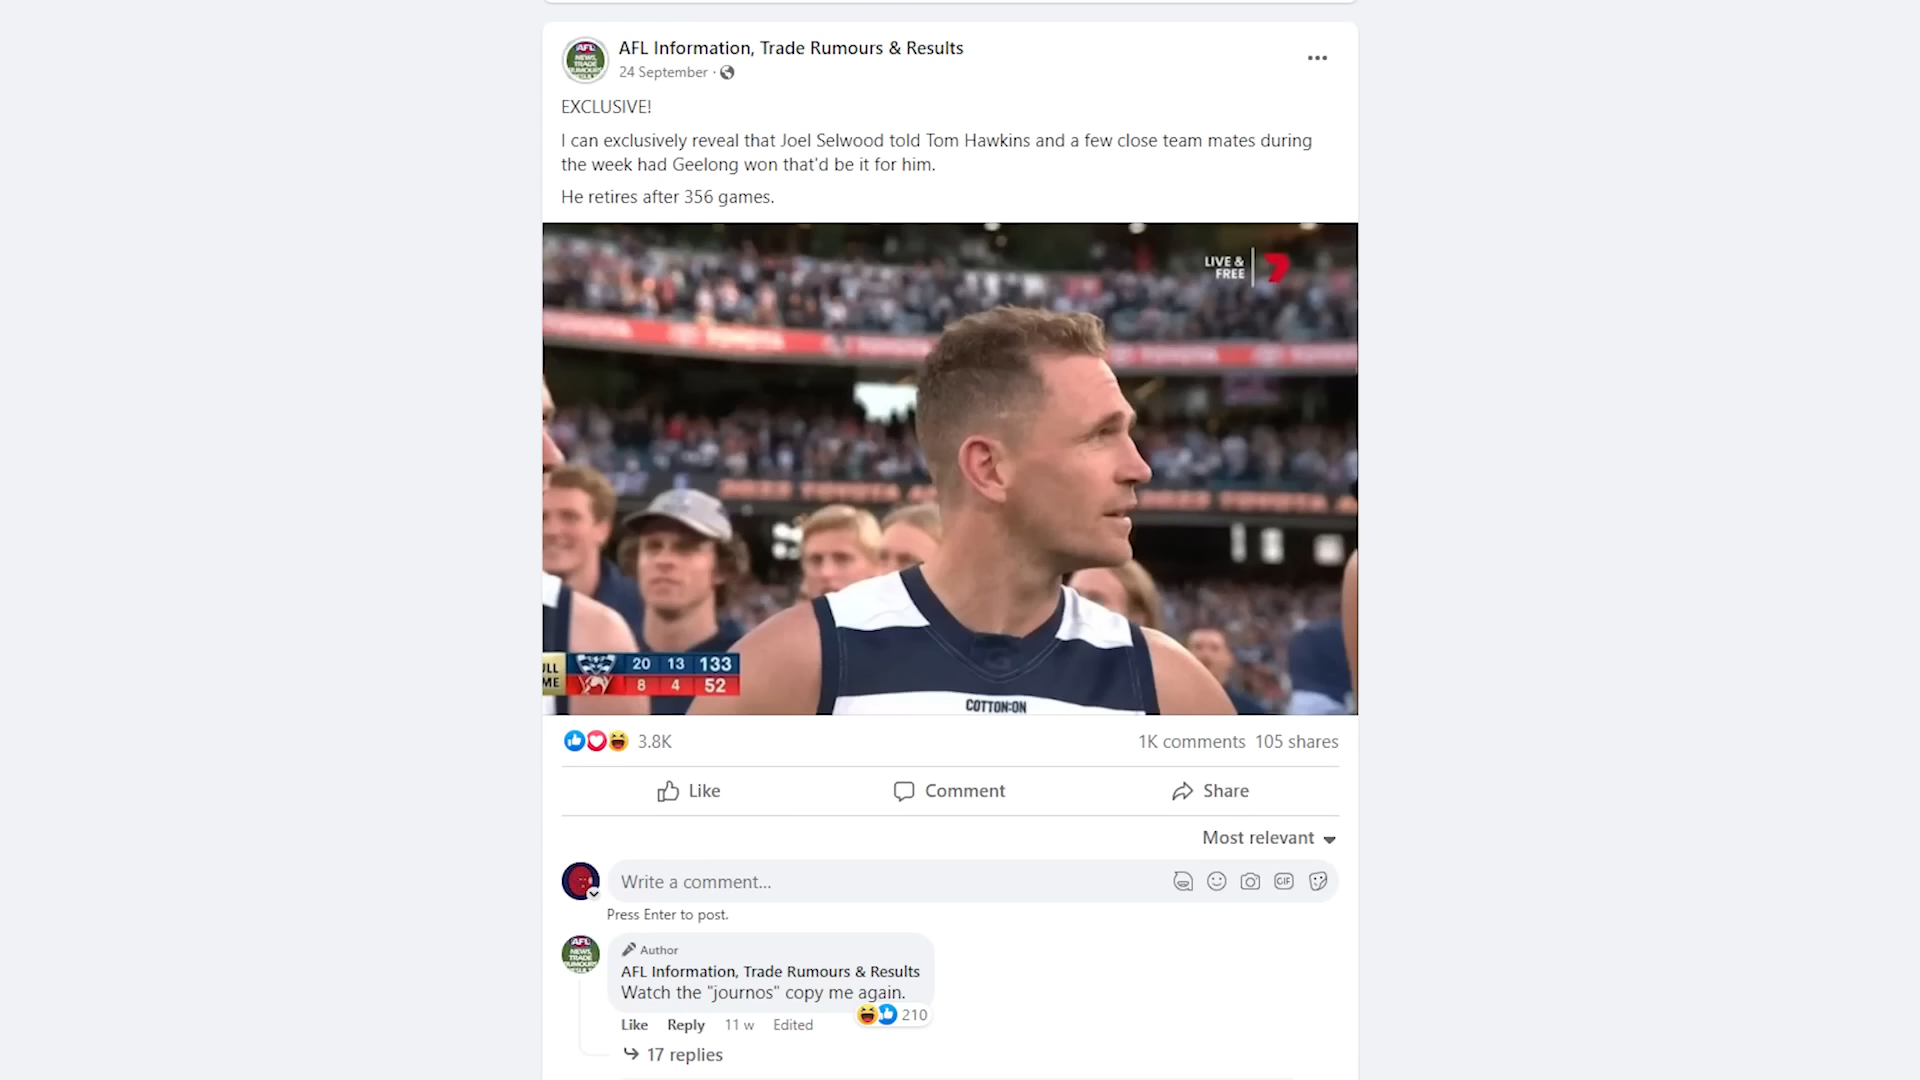 AFL Information, Trade Rumours & Results
24 September ·
EXCLUSIVE!
I can exclusively reveal that Joel Selwood told Tom Hawkins and a few close team mates during
the week had Geelong won that'd be it for him.
He retires after 356 games.
LIVE &
FREE
7
20 13 133
8 4 52
COTTON:ON
3.8K
1K comments 105 shares
Like
Comment
Share
Most relevant
Write a comment...
GIF
Press Enter to post.
Author
AFL Information, Trade Rumours & Results
Watch the "journos" copy me again.
210
Like Reply 11 w Edited
17 replies